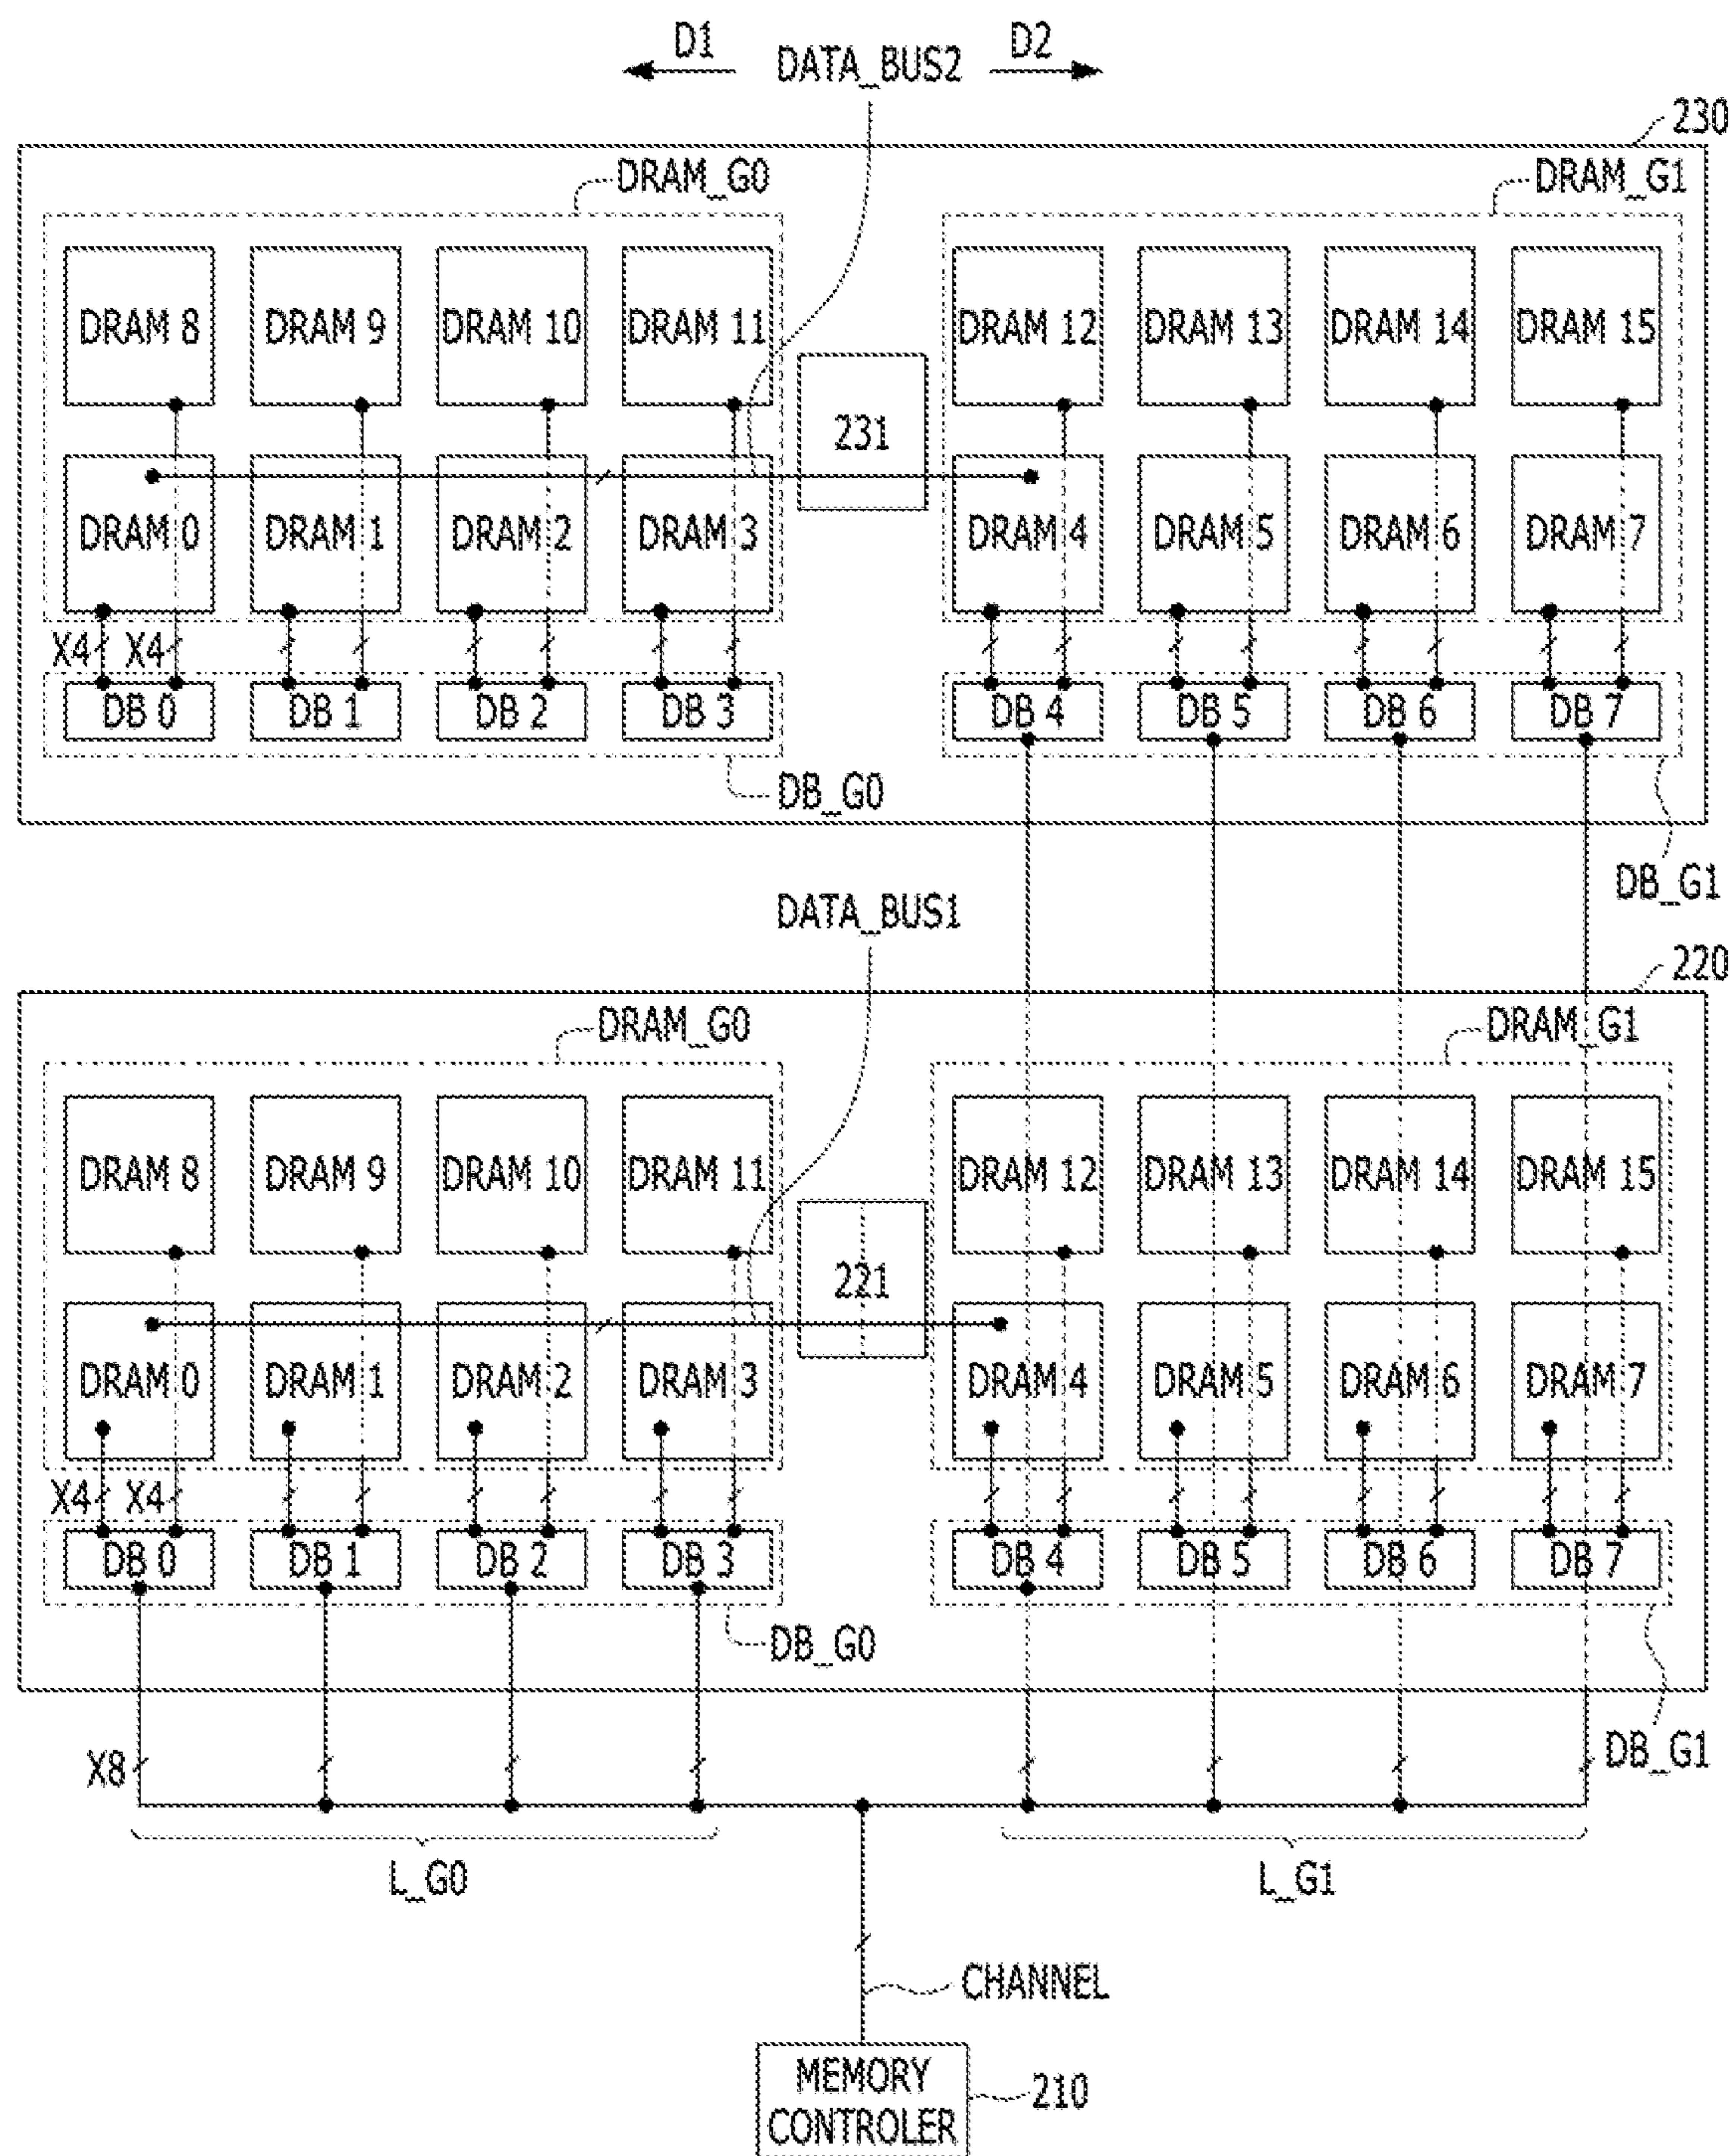 D1 DATA_BUS2 D2
230
DRAM_G0 DRAM_G1
DRAM 8 DRAM 9 DRAM 10 DRAM 11 DRAM 12 DRAM 13 DRAM 14 DRAM 15
231
DRAM 0 DRAM 1 DRAM 2 DRAM 3 DRAM 4 DRAM 5 DRAM 6 DRAM 7
X4 X4
DB 0 DB 1 DB 2 DB 3 DB 4 DB 5 DB 6 DB 7
DB_G0
DB_G1
DATA_BUS1
220
DRAM_G0 DRAM_G1
DRAM 8 DRAM 9 DRAM 10 DRAM 11 DRAM 12 DRAM 13 DRAM 14 DRAM 15
221
DRAM 0 DRAM 1 DRAM 2 DRAM 3 DRAM 4 DRAM 5 DRAM 6 DRAM 7
X4 X4
DB 0 DB 1 DB 2 DB 3 DB 4 DB 5 DB 6 DB 7
DB_G0
DB_G1
X8
L_G0 L_G1
CHANNEL
MEMORY
CONTROLER
210